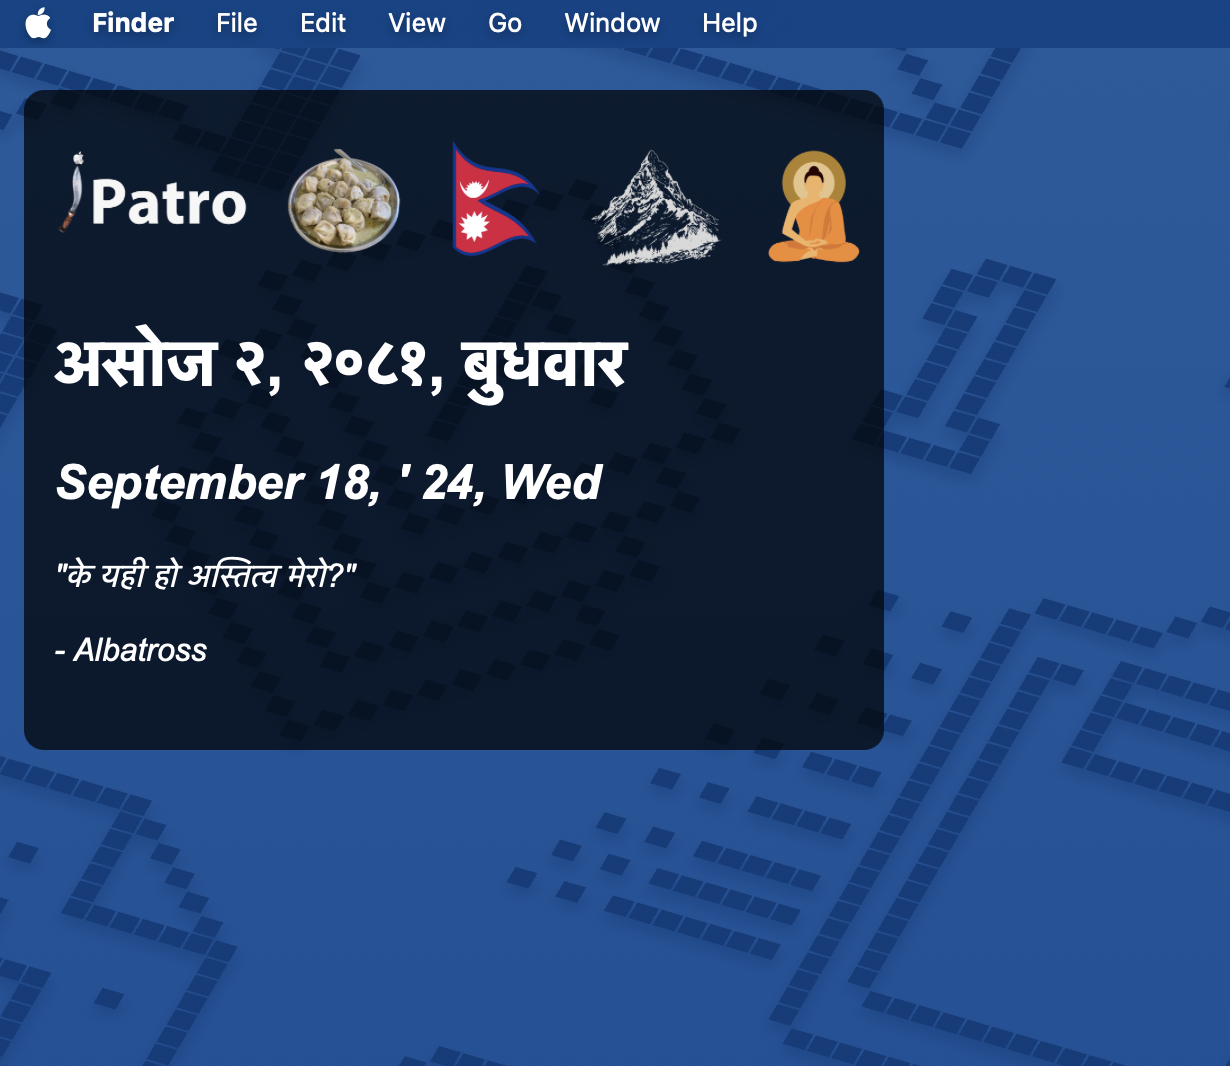 Finder File Edit View Go Window Help
Patro
असोज २, २०८१, बुधवार
September 18, ' 24, Wed
"के यही हो अस्तित्व मेरो?"
- Albatross